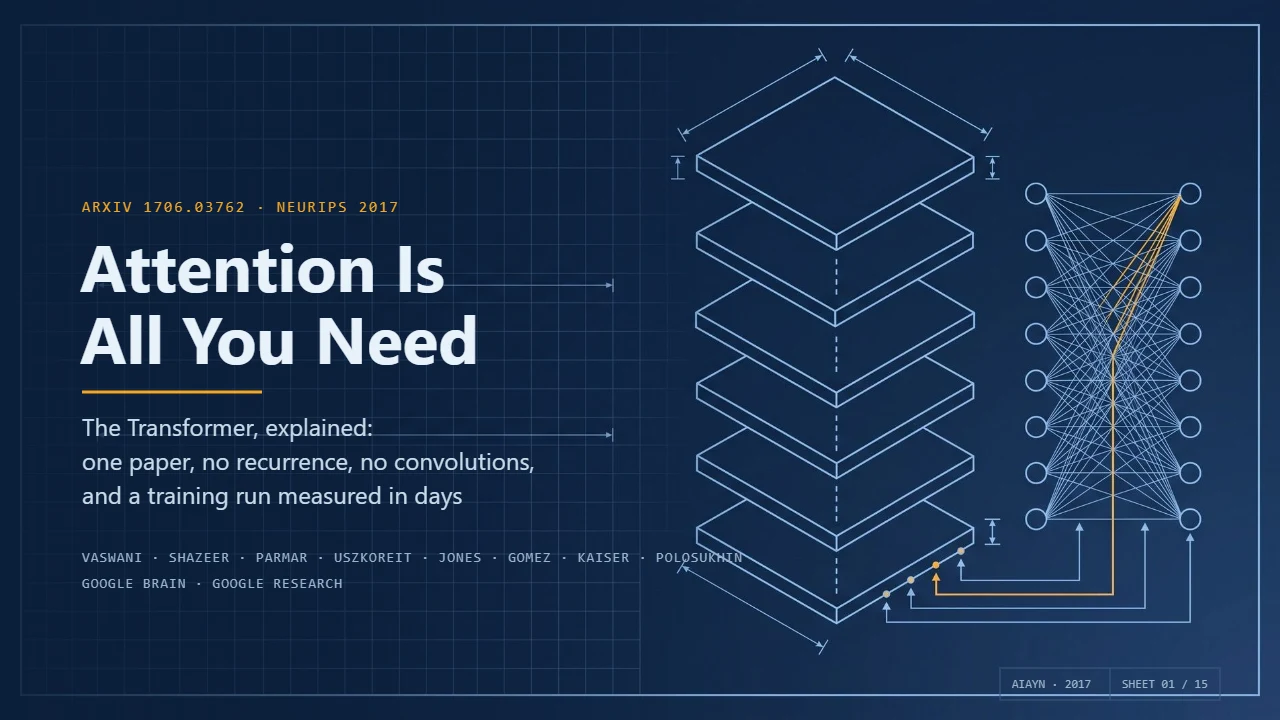 ARXIV 1706.03762 · NEURIPS 2017
Attention Is
All You Need
The Transformer, explained:
one paper, no recurrence, no convolutions,
and a training run measured in days
VASWANI · SHAZEER · PARMAR · USZKOREIT · JONES · GOMEZ · KAISER · POLOSUKHIN
GOOGLE BRAIN · GOOGLE RESEARCH
AIAYN · 2017
SHEET 01 / 15